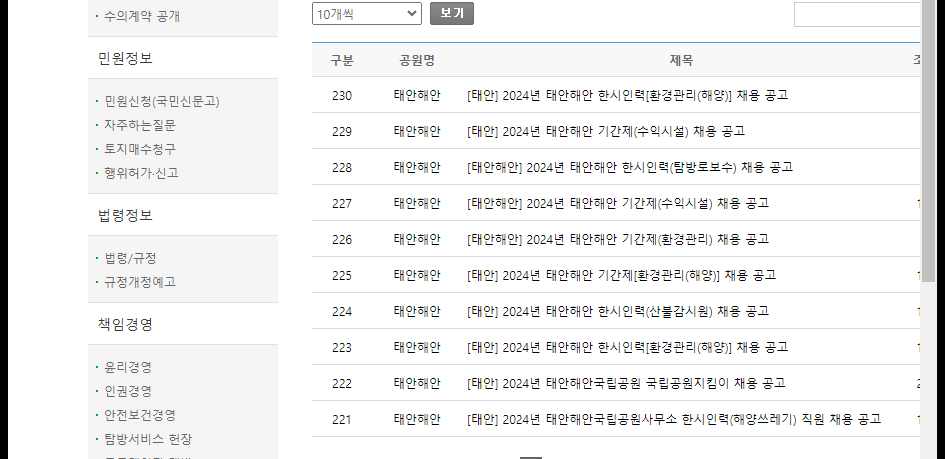 수의계약 공개
민원정보
민원신청(국민신문고)
자주하는질문
토지매수청구
행위허가·신고
법령정보
법령/규정
규정개정예고
책임경영
윤리경영
인권경영
안전보건경영
탐방서비스 헌장
10개씩 보기
구분 공원명 제목
230 태안해안 [태안] 2024년 태안해안 한시인력[환경관리(해양)] 채용 공고
229 태안해안 [태안] 2024년 태안해안 기간제(수익시설) 채용 공고
228 태안해안 [태안해안] 2024년 태안해안 한시인력(탐방로보수) 채용 공고
227 태안해안 [태안해안] 2024년 태안해안 기간제(수익시설) 채용 공고
226 태안해안 [태안해안] 2024년 태안해안 기간제(환경관리) 채용 공고
225 태안해안 [태안] 2024년 태안해안 기간제[환경관리(해양)] 채용 공고
224 태안해안 [태안] 2024년 태안해안 한시인력(산불감시원) 채용 공고
223 태안해안 [태안] 2024년 태안해안 한시인력[환경관리(해양)] 채용 공고
222 태안해안 [태안] 2024년 태안해안국립공원 국립공원지킴이 채용 공고
221 태안해안 [태안] 2024년 태안해안국립공원사무소 한시인력(해양쓰레기) 직원 채용 공고